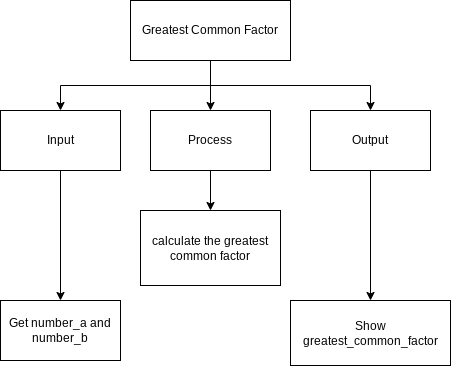 Greatest Common Factor
Input
Process
Output
calculate the greatest
common factor
Get number_a and
number_b
Show
greatest_common_factor